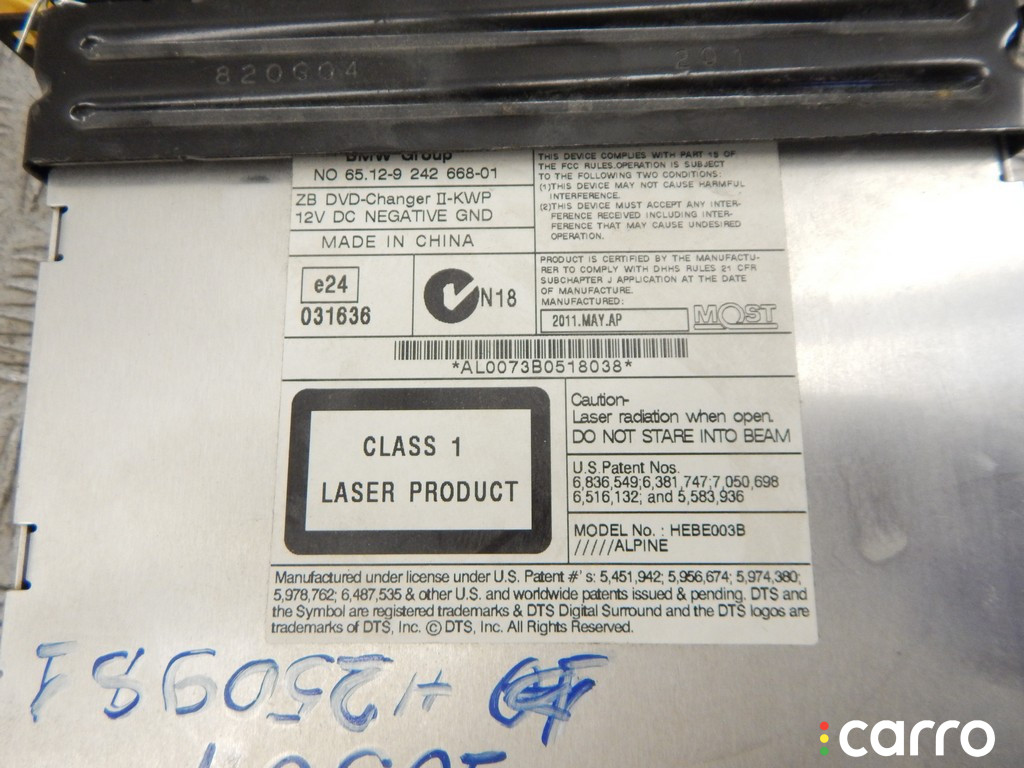 820G04
BMW Group
NO 65.12-9 242 668-01
ZB DVD-Changer II-KWP
12V DC NEGATIVE GND
MADE IN CHINA
THIS DEVICE COMPLIES WITH PART 15 OF
THE FCC RULES.OPERATION IS SUBJECT
TO THE FOLLOWING TWO CONDITIONS:
(1)THIS DEVICE MAY NOT CAUSE HARMFUL
INTERFERENCE.
(2)THIS DEVICE MUST ACCEPT ANY INTER-
FERENCE RECEIVED INCLUDING INTER-
FERENCE THAT MAY CAUSE UNDESIRED
OPERATION.
e24
031636
N18
PRODUCT IS CERTIFIED BY THE MANUFACTU-
RER TO COMPLY WITH DHHS RULES 21 CFR
SUBCHAPTER J APPLICATION AT THE DATE
OF MANUFACTURE.
MANUFACTURED:
2011.MAY.AP
MOST
*AL0073B0518038*
CLASS 1
LASER PRODUCT
Caution-
Laser radiation when open.
DO NOT STARE INTO BEAM
U.S.Patent Nos.
6,836,549;6,381,747;7,050,698
6,516,132; and 5,583,936
MODEL No. : HEBE003B
/////ALPINE
Manufactured under license under U.S. Patent #'s: 5,451,942; 5,956,674; 5,974,380;
5,978,762; 6,487,535 & other U.S. and worldwide patents issued & pending. DTS and
the Symbol are registered trademarks & DTS Digital Surround and the DTS logos are
trademarks of DTS, Inc. © DTS, Inc. All Rights Reserved.
carro